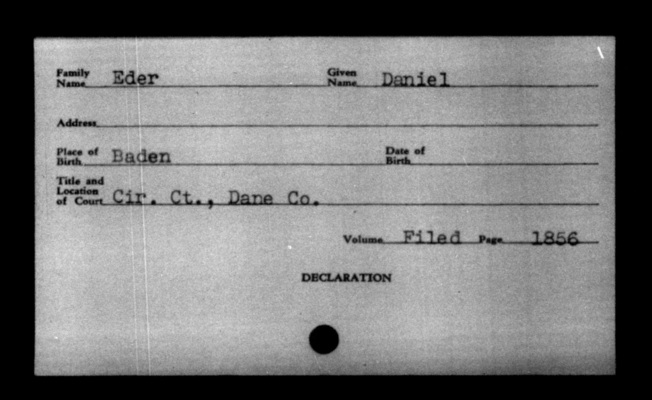 Family Name Eder Given Name Daniel
Address
Place of Birth Baden Date of Birth
Title and Location of Court Cir. Ct., Dane Co.
Volume Filed Page 1856
DECLARATION